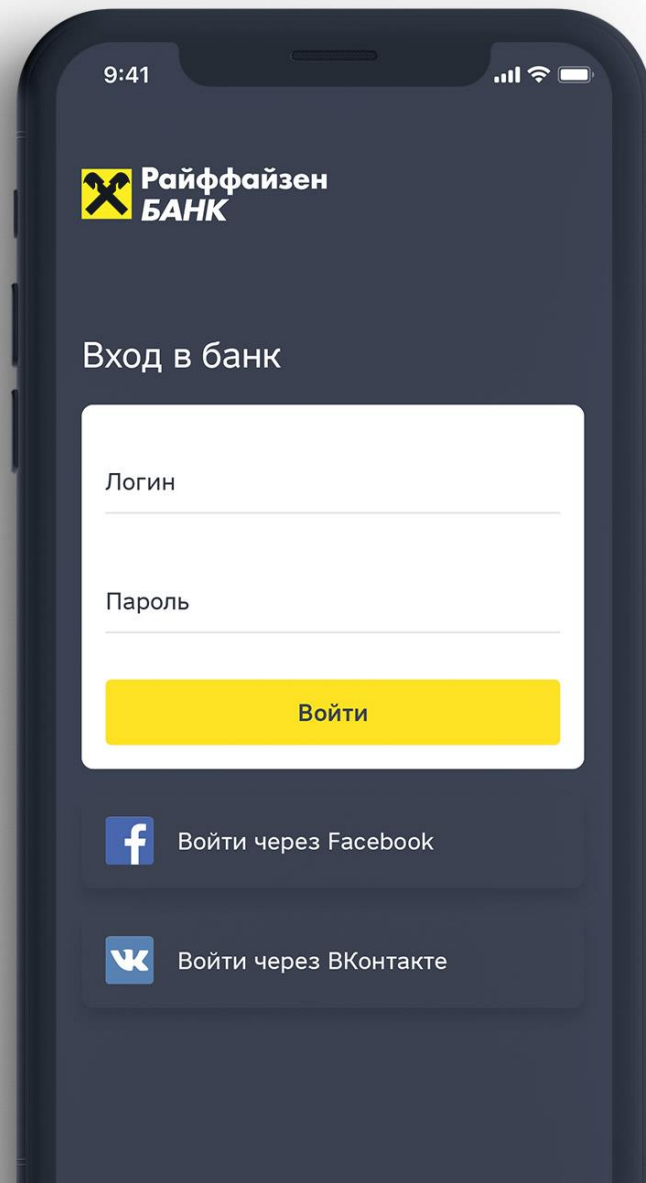 9:41
Райффайзен
БАНК
Вход в банк
Логин
Пароль
Войти
Войти через Facebook
Войти через ВКонтакте